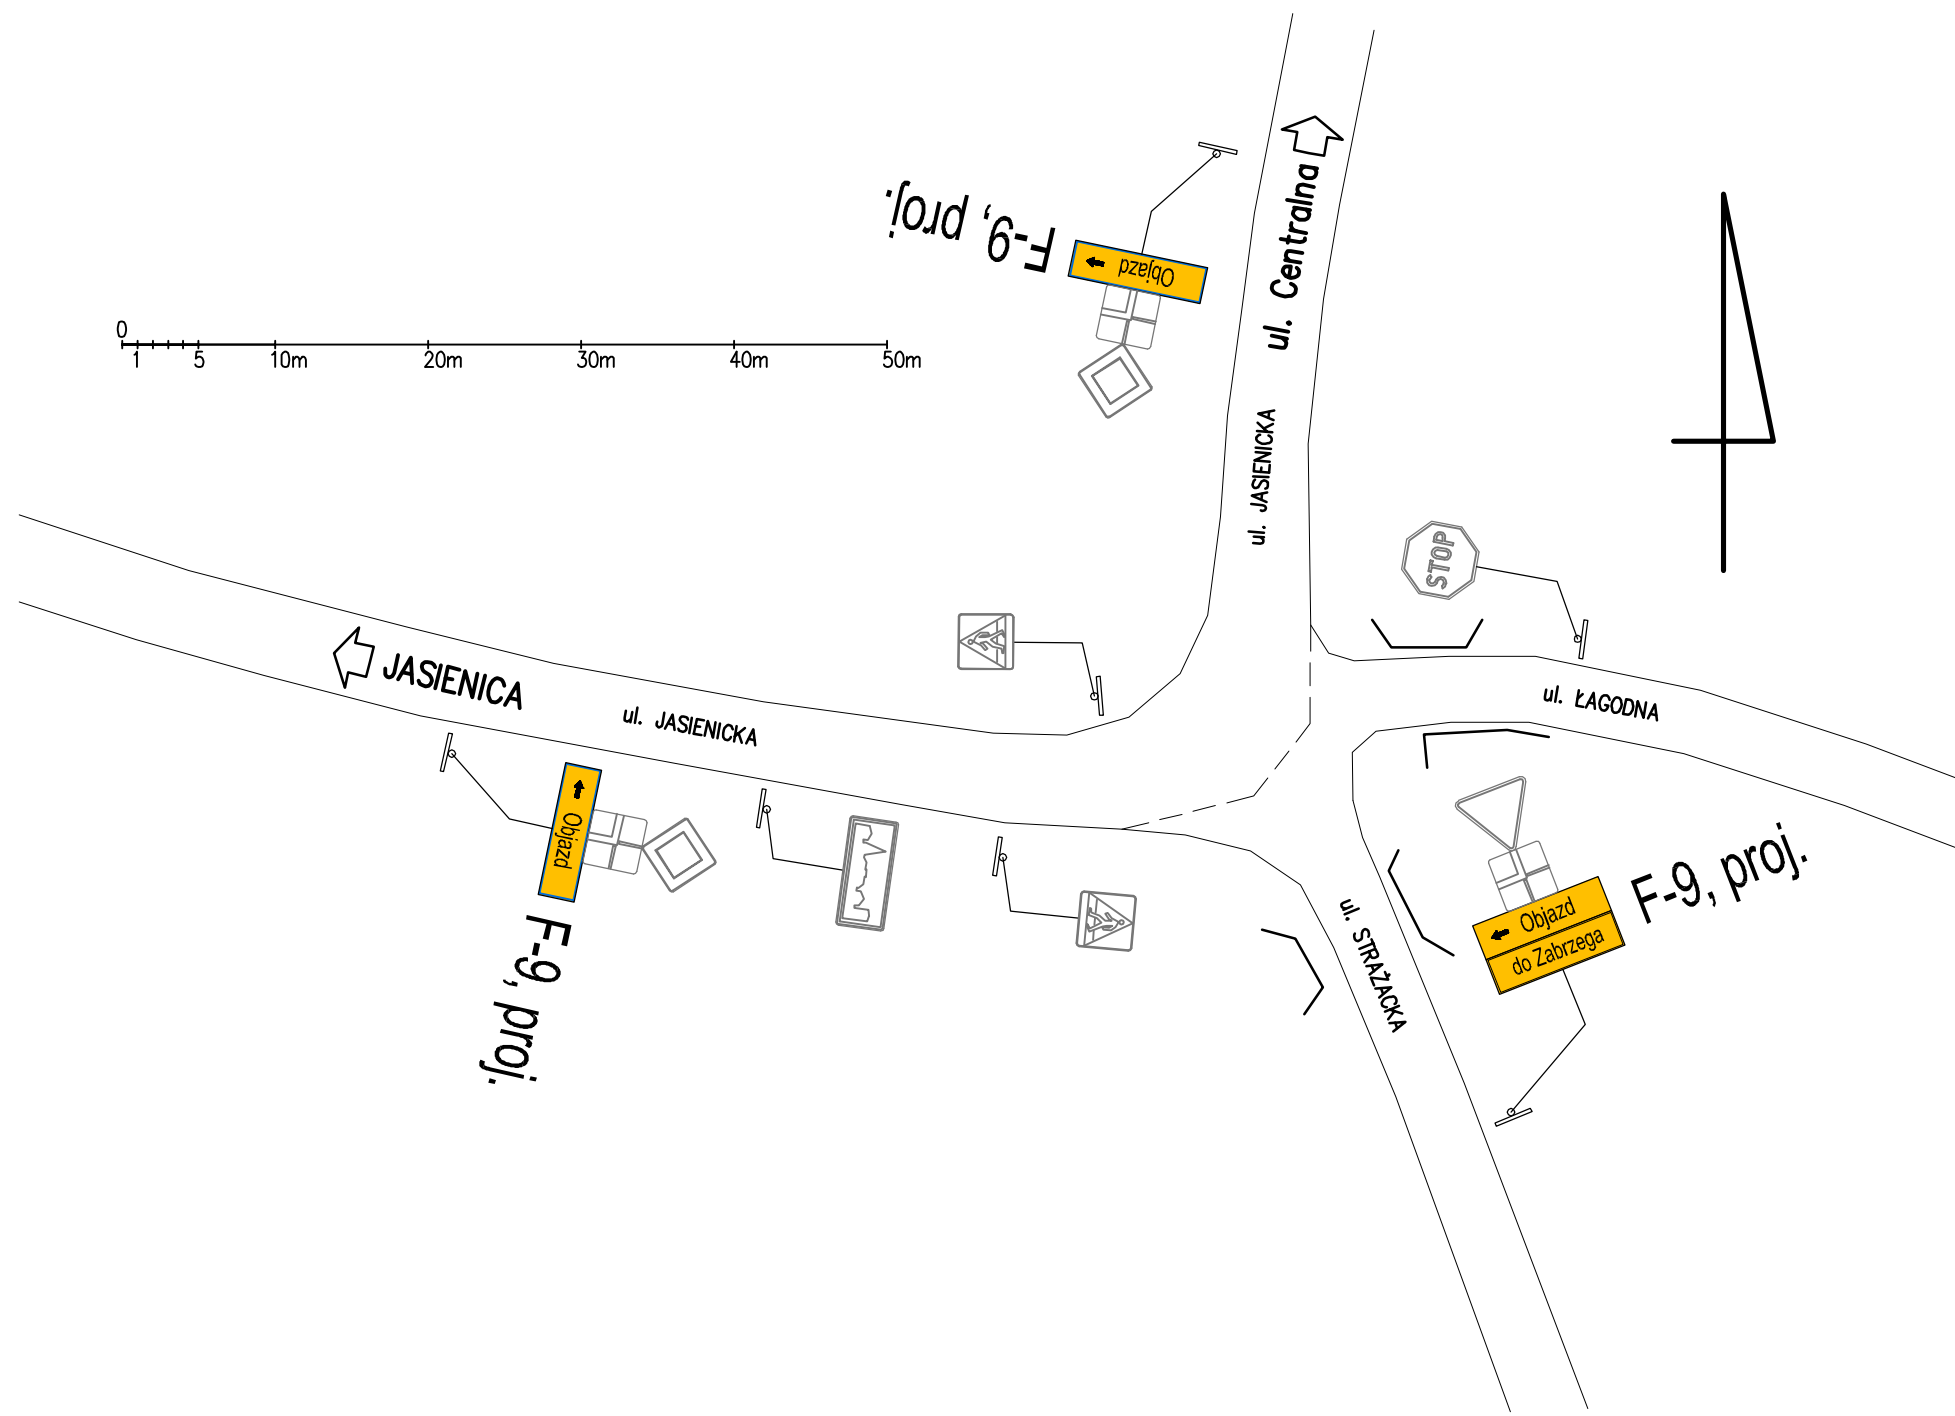 ul. Centralna
F-9, proj.
Objazd
0
1
5
10m
20m
30m
40m
50m
ul. JASIENICKA
STOP
JASIENICA
ul. JASIENICKA
ul. ŁAGODNA
Objazd
F-9, proj.
ul. STRAŻACKA
Objazd
do Zabrzega
F-9, proj.